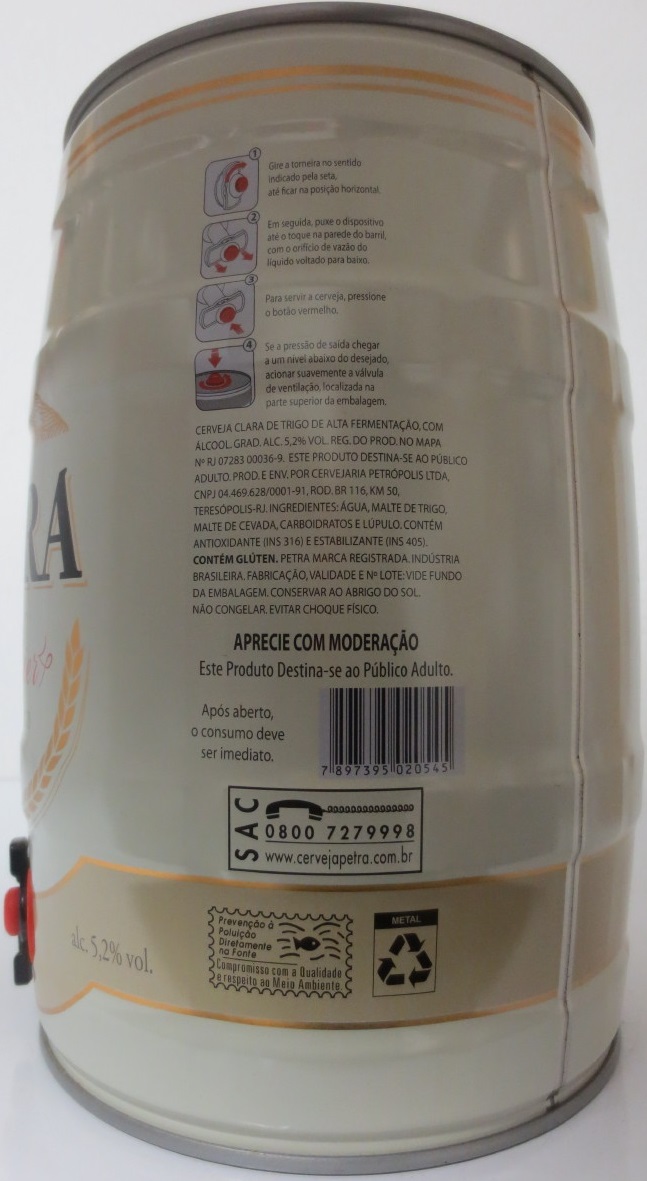 1
Gire a torneira no sentido
indicado pela seta,
até ficar na posição horizontal.
2
Em seguida, puxe o dispositivo
até o toque na parede do barril,
com o orifício de vazão do
líquido voltado para baixo.
3
Para servir a cerveja, pressione
o botão vermelho.
4
Se a pressão de saída chegar
a um nível abaixo do desejado,
acionar suavemente a válvula
de ventilação, localizada na
parte superior da embalagem.
CERVEJA CLARA DE TRIGO DE ALTA FERMENTAÇÃO, COM
ÁLCOOL. GRAD. ALC. 5,2% VOL. REG. DO PROD. NO MAPA
Nº RJ 07283 00036-9. ESTE PRODUTO DESTINA-SE AO PÚBLICO
ADULTO. PROD. E ENV. POR CERVEJARIA PETRÓPOLIS LTDA,
CNPJ 04.469.628/0001-91, ROD. BR 116, KM 50,
TERESÓPOLIS-RJ. INGREDIENTES: ÁGUA, MALTE DE TRIGO,
MALTE DE CEVADA, CARBOIDRATOS E LÚPULO. CONTÉM
ANTIOXIDANTE (INS 316) E ESTABILIZANTE (INS 405).
CONTÉM GLÚTEN. PETRA MARCA REGISTRADA. INDÚSTRIA
BRASILEIRA. FABRICAÇÃO, VALIDADE E Nº LOTE: VIDE FUNDO
DA EMBALAGEM. CONSERVAR AO ABRIGO DO SOL.
NÃO CONGELAR. EVITAR CHOQUE FÍSICO.
RA
APRECIE COM MODERAÇÃO
Este Produto Destina-se ao Público Adulto.
Após aberto,
o consumo deve
ser imediato.
7 897395 020545
SAC
0800 7279998
www.cervejapetra.com.br
alc. 5,2% vol.
Prevenção à
Poluição
Diretamente
na Fonte
Compromisso com a Qualidade
e respeito ao Meio Ambiente
METAL